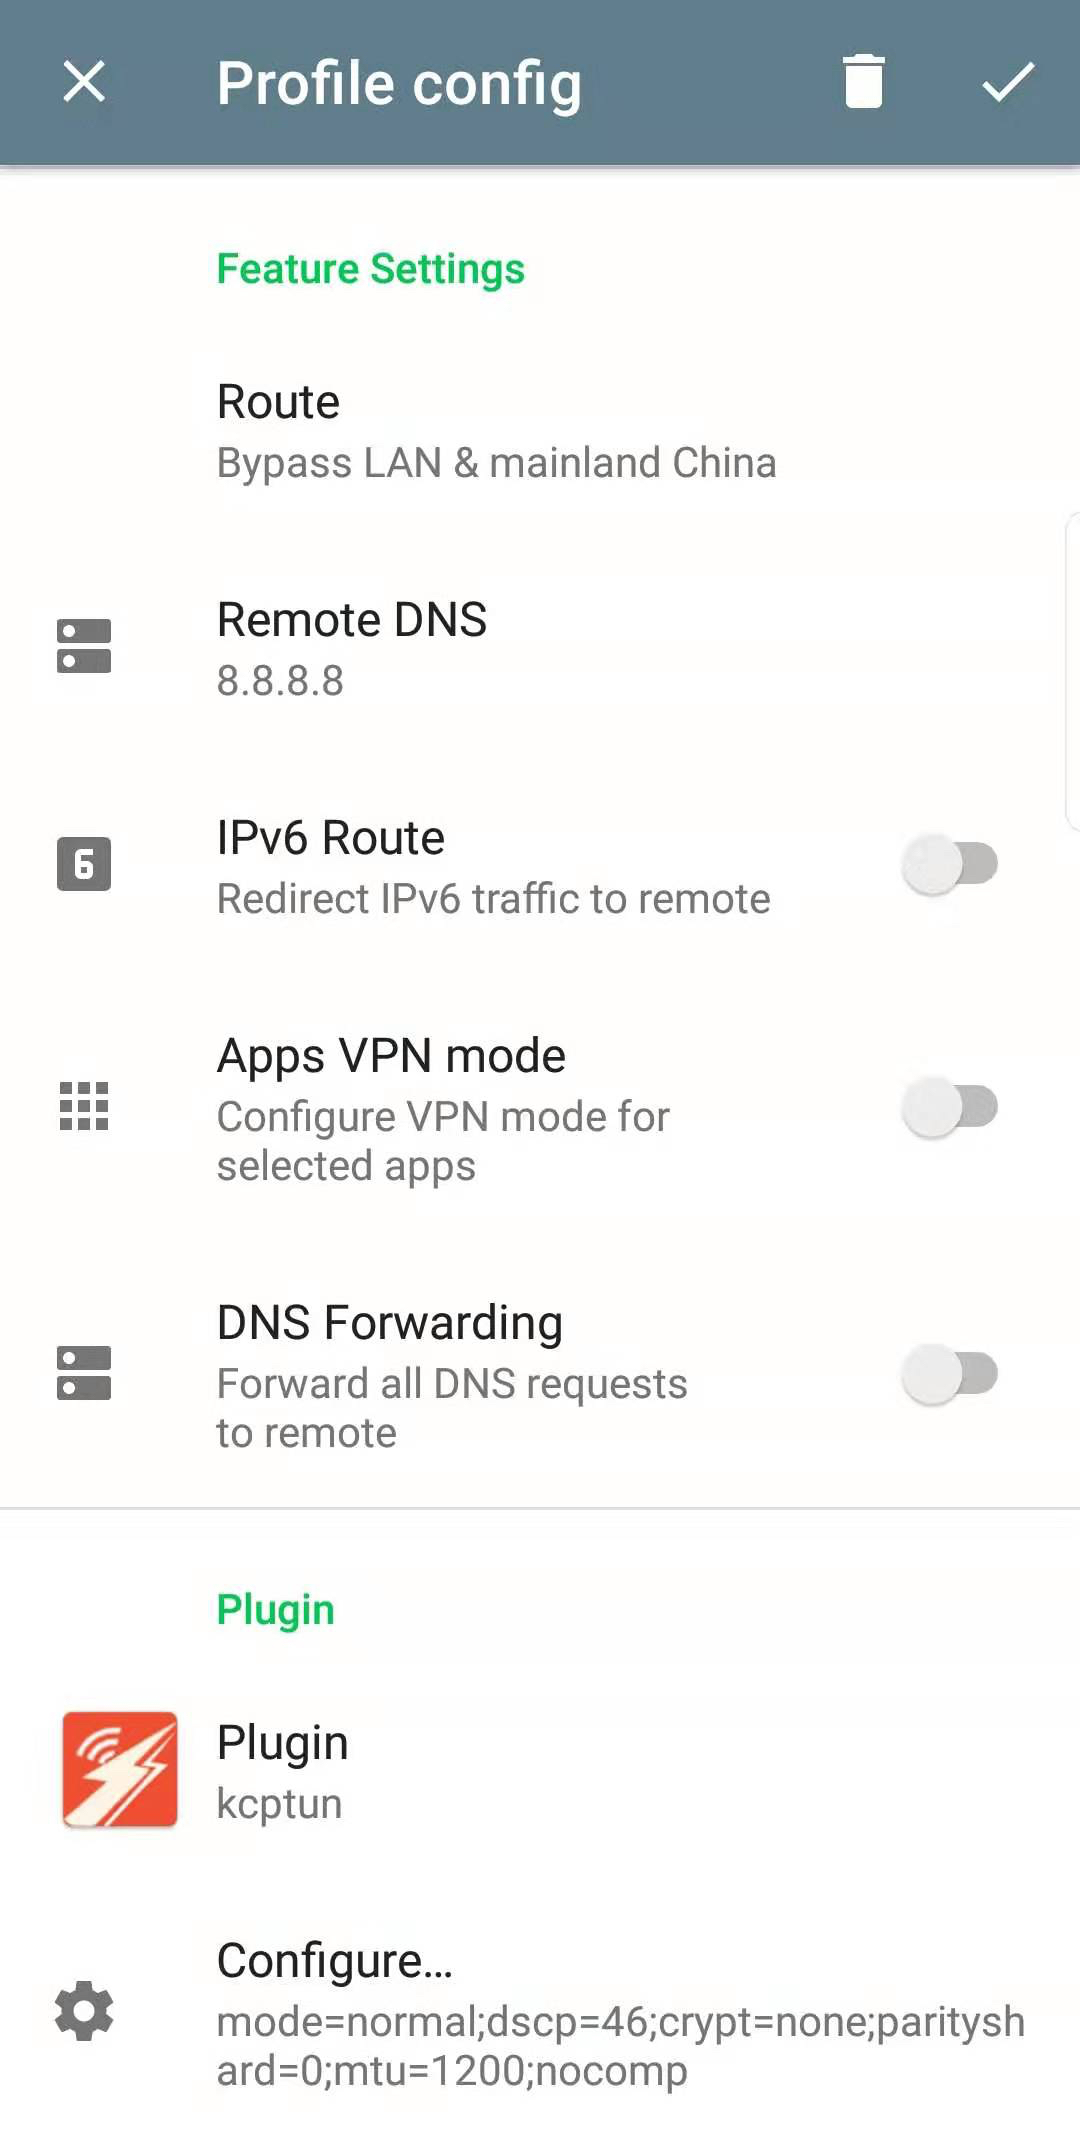 Profile config
Feature Settings
Route
Bypass LAN & mainland China
Remote DNS
8.8.8.8
6
IPv6 Route
Redirect IPv6 traffic to remote
Apps VPN mode
Configure VPN mode for
selected apps
DNS Forwarding
Forward all DNS requests
to remote
Plugin
Plugin
kcptun
Configure...
mode=normal;dscp=46;crypt=none;paritysh
ard=0;mtu=1200;nocomp